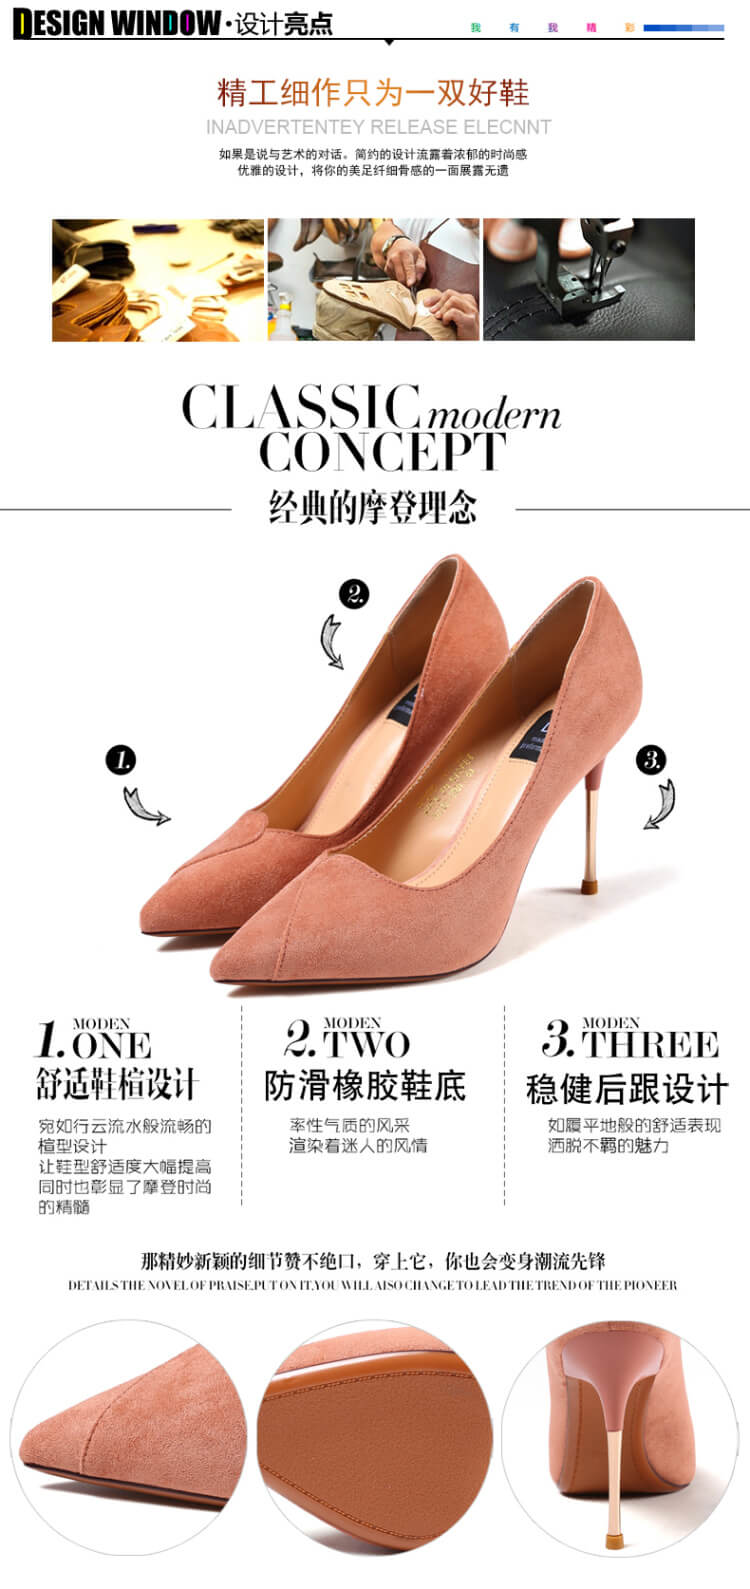 DESIGN WINDOW·设计亮点
我 有 我 精 彩
精工细作只为一双好鞋
INADVERTENTEY RELEASE ELECNNT
如果是说与艺术的对话。简约的设计流露着浓郁的时尚感
优雅的设计，将你的美足纤细骨感的一面展露无遗
CLASSIC modern
CONCEPT
经典的摩登理念
2.
1.
3.
1. MODEN
ONE
舒适鞋楦设计
宛如行云流水般流畅的
楦型设计
让鞋型舒适度大幅提高
同时也彰显了摩登时尚
的精髓
2. MODEN
TWO
防滑橡胶鞋底
率性气质的风采
渲染着迷人的风情
3. MODEN
THREE
稳健后跟设计
如履平地般的舒适表现
洒脱不羁的魅力
那精妙新颖的细节赞不绝口，穿上它，你也会变身潮流先锋
DETAILS THE NOVEL OF PRAISE,PUT ON IT,YOU WILL AISO CHANGE TO LEAD THE TREND OF THE PIONEER